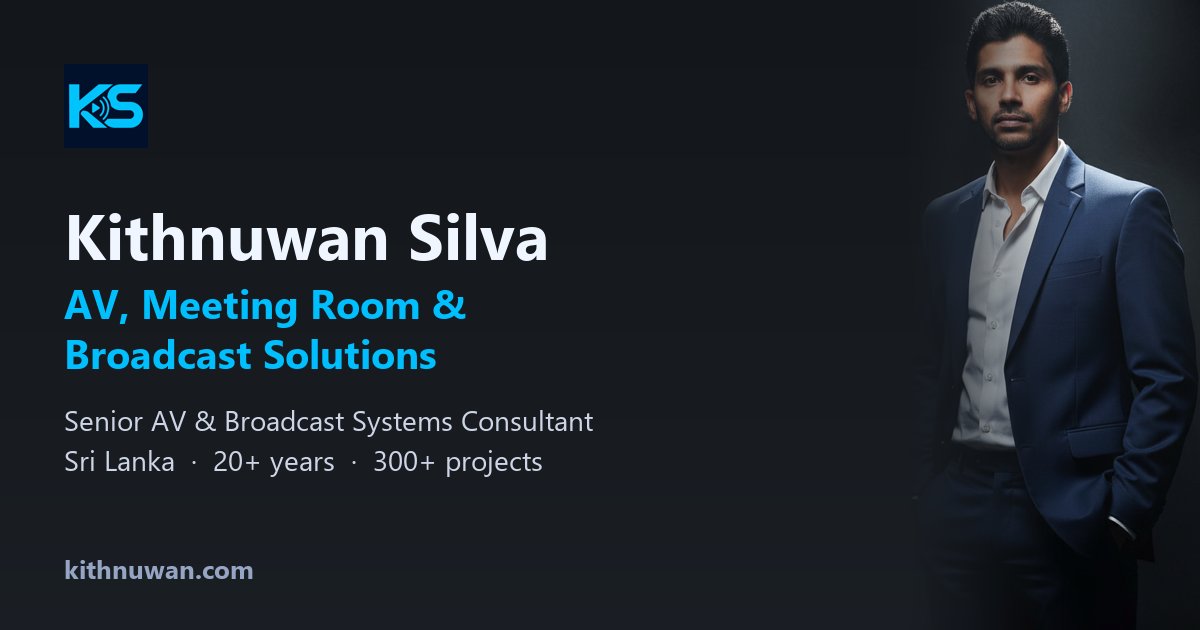 KS
Kithnuwan Silva
AV, Meeting Room &
Broadcast Solutions
Senior AV & Broadcast Systems Consultant
Sri Lanka · 20+ years · 300+ projects
kithnuwan.com